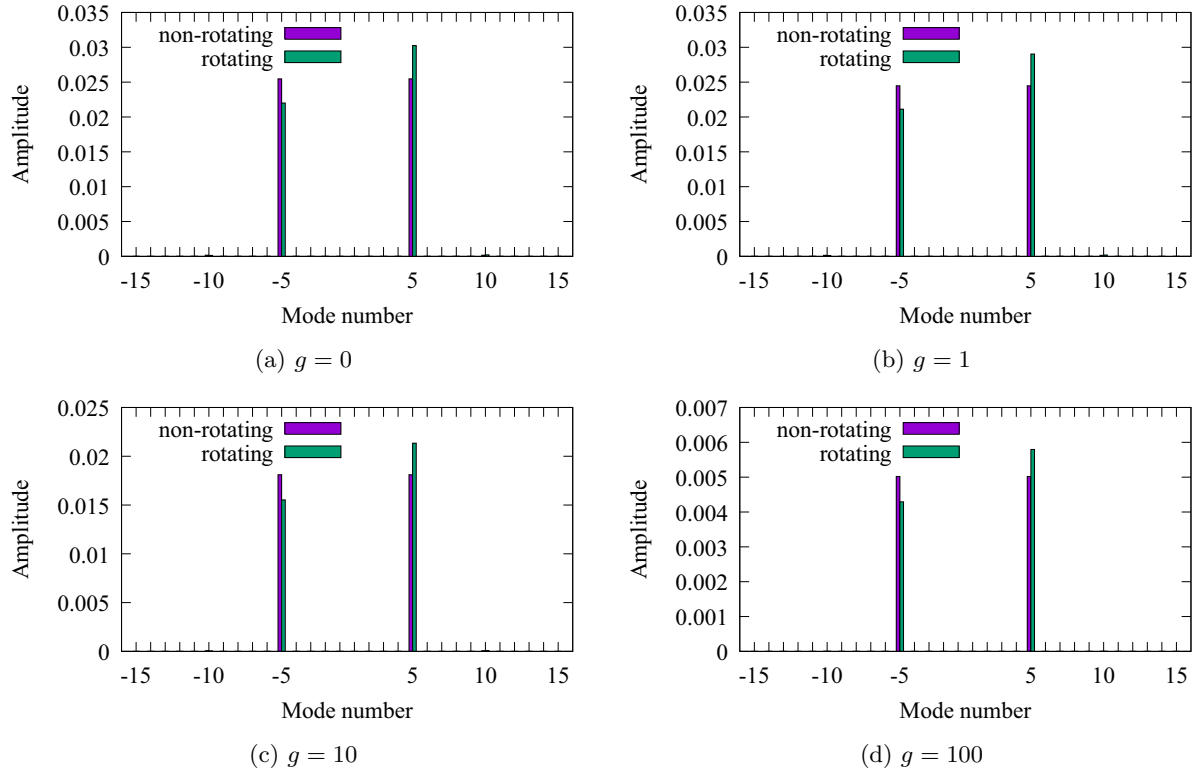 0.035
0.03
0.025
0.02
0.015
0.01
0.005
0
Amplitude
non-rotating
rotating
-15 -10 -5 5 10 15
Mode number
(a) g = 0
0.035
0.03
0.025
0.02
0.015
0.01
0.005
0
Amplitude
non-rotating
rotating
-15 -10 -5 5 10 15
Mode number
(b) g = 1
0.025
0.02
0.015
0.01
0.005
0
Amplitude
non-rotating
rotating
-15 -10 -5 5 10 15
Mode number
(c) g = 10
0.007
0.006
0.005
0.004
0.003
0.002
0.001
0
Amplitude
non-rotating
rotating
-15 -10 -5 5 10 15
Mode number
(d) g = 100